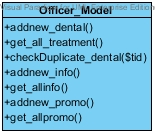 Officer_Model
+addnew_dental()
+get_all_treatment()
+checkDuplicate_dental($tid)
+addnew_info()
+get_allinfo()
+addnew_promo()
+get_allpromo()